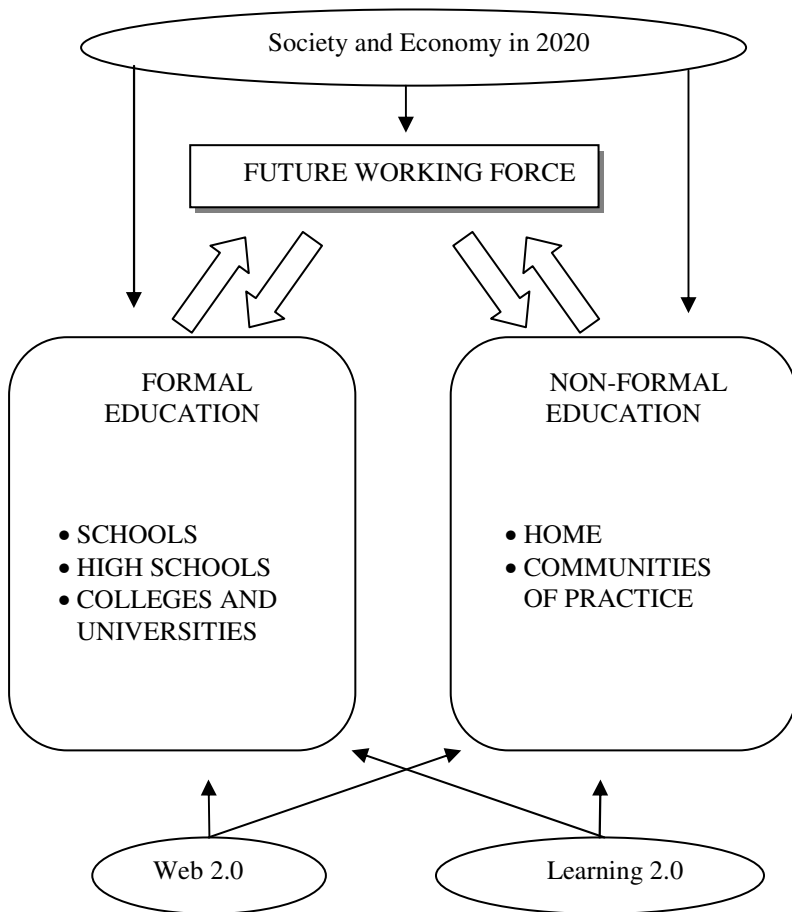 Society and Economy in 2020
FUTURE WORKING FORCE
FORMAL
EDUCATION
• SCHOOLS
• HIGH SCHOOLS
• COLLEGES AND
UNIVERSITIES
NON-FORMAL
EDUCATION
• HOME
• COMMUNITIES
OF PRACTICE
Web 2.0
Learning 2.0